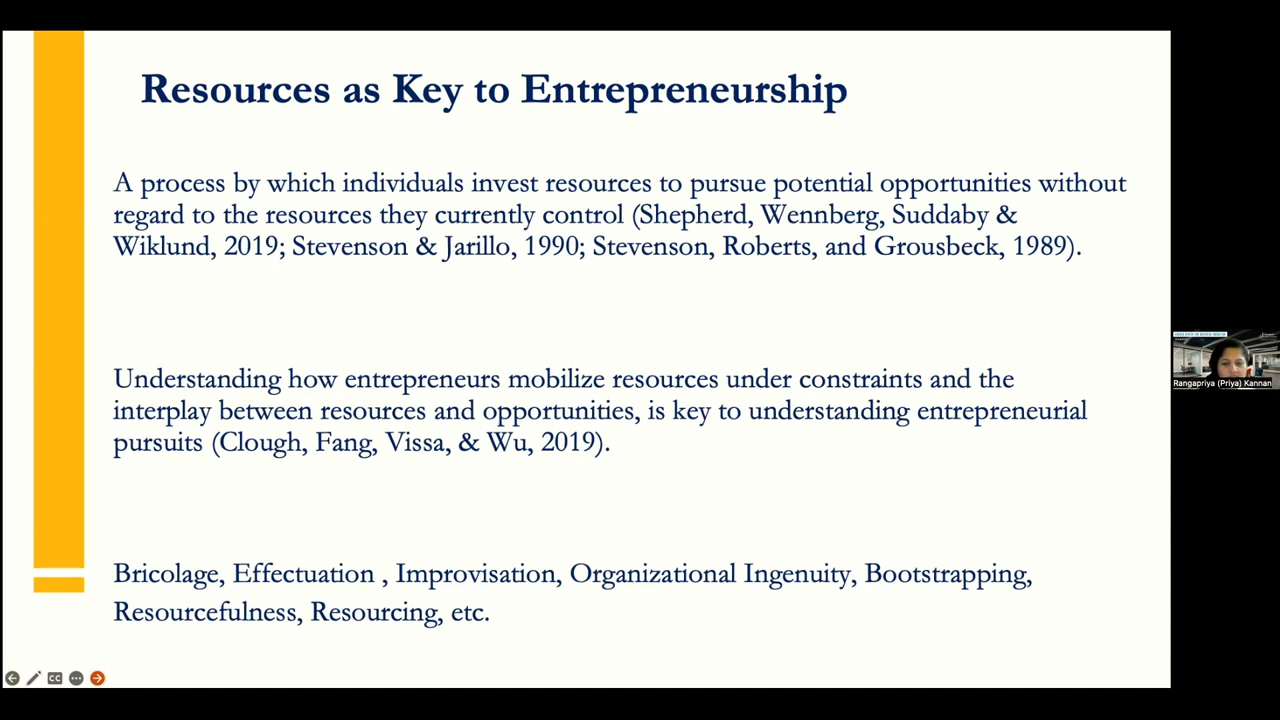 Resources as Key to Entrepreneurship
A process by which individuals invest resources to pursue potential opportunities without
regard to the resources they currently control (Shepherd, Wennberg, Suddaby &
Wiklund, 2019; Stevenson & Jarillo, 1990; Stevenson, Roberts, and Grousbeck, 1989).
Understanding how entrepreneurs mobilize resources under constraints and the
interplay between resources and opportunities, is key to understanding entrepreneurial
pursuits (Clough, Fang, Vissa, & Wu, 2019).
Bricolage, Effectuation , Improvisation, Organizational Ingenuity, Bootstrapping,
Resourcefulness, Resourcing, etc.
CC
Rangapriya (Priya) Kannan